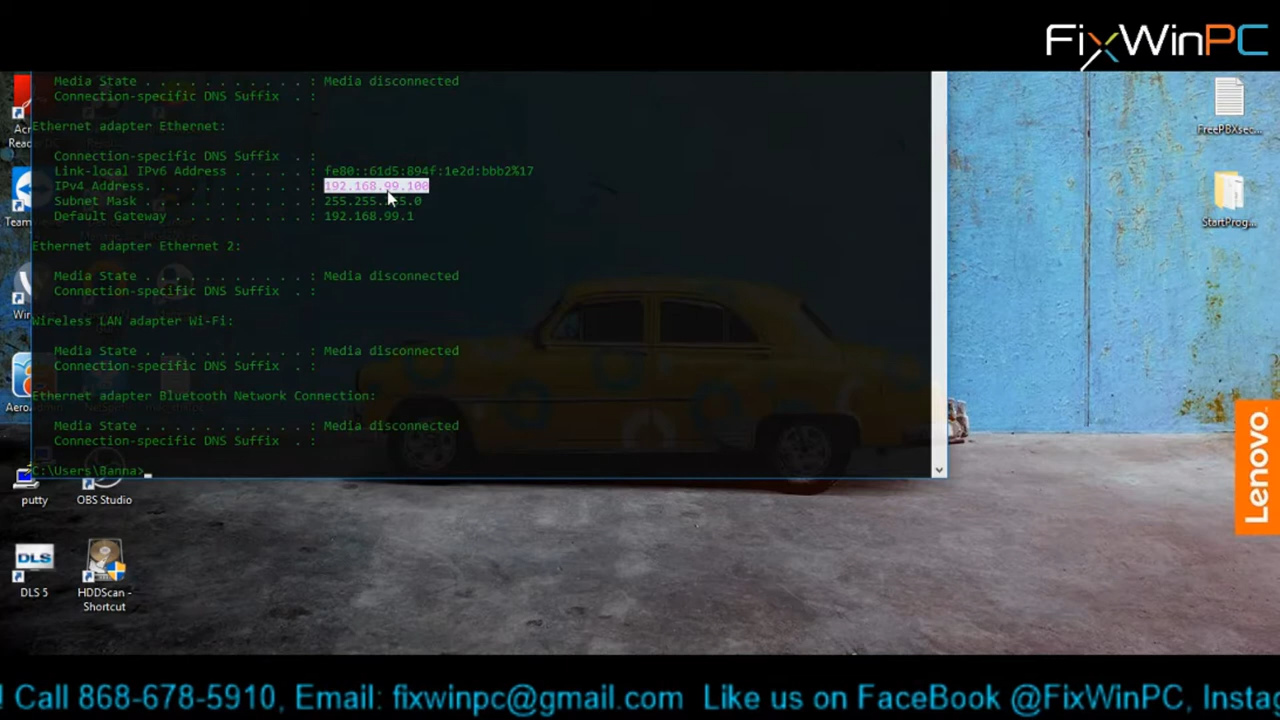 FixWinPC
Media State . . . . . . . . . . . : Media disconnected
Connection-specific DNS Suffix . :
Ethernet adapter Ethernet:
Connection-specific DNS Suffix . :
Link-local IPv6 Address . . . . . : fe80::61d5:894f:1e2d:bbb2%17
IPv4 Address. . . . . . . . . . . : 192.168.99.100
Subnet Mask . . . . . . . . . . . :
Default Gateway . . . . . . . . . : 192.168.99.1
Ethernet adapter Ethernet 2:
Media State . . . . . . . . . . . : Media disconnected
Connection-specific DNS Suffix . :
Wireless LAN adapter Wi-Fi:
Media State . . . . . . . . . . . : Media disconnected
Connection-specific DNS Suffix . :
Ethernet adapter Bluetooth Network Connection:
Media State . . . . . . . . . . . : Media disconnected
Connection-specific DNS Suffix . :
C:\Users\8anna>
putty
OBS Studio
DLS
DLS 5
HDDScan -
Shortcut
FreePBXsec...
StartProg...
Lenovo
! Call 868-678-5910, Email: fixwinpc@gmail.com Like us on FaceBook @FixWinPC, Instag